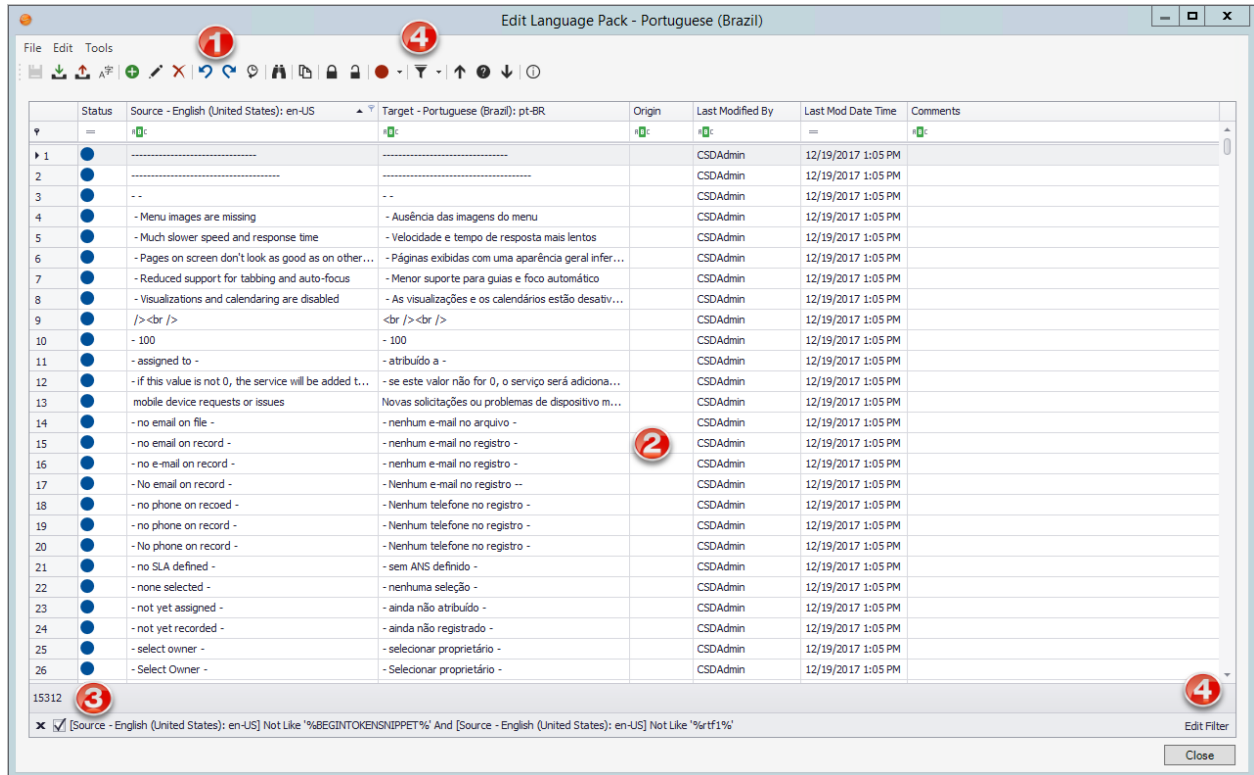 Edit Language Pack - Portuguese (Brazil)
File Edit Tools
1
4
Status Source - English (United States): en-US Target - Portuguese (Brazil): pt-BR Origin Last Modified By Last Mod Date Time Comments
1 -------------------------------- -------------------------------- CSDAdmin 12/19/2017 1:05 PM
2 -------------------------------------- -------------------------------------- CSDAdmin 12/19/2017 1:05 PM
3 - - - - CSDAdmin 12/19/2017 1:05 PM
4 - Menu images are missing - Ausência das imagens do menu CSDAdmin 12/19/2017 1:05 PM
5 - Much slower speed and response time - Velocidade e tempo de resposta mais lentos CSDAdmin 12/19/2017 1:05 PM
6 - Pages on screen don't look as good as on other... - Páginas exibidas com uma aparência geral infer... CSDAdmin 12/19/2017 1:05 PM
7 - Reduced support for tabbing and auto-focus - Menor suporte para guias e foco automático CSDAdmin 12/19/2017 1:05 PM
8 - Visualizations and calendaring are disabled - As visualizações e os calendários estão desativ... CSDAdmin 12/19/2017 1:05 PM
9 /><br /> <br /><br /> CSDAdmin 12/19/2017 1:05 PM
10 - 100 - 100 CSDAdmin 12/19/2017 1:05 PM
11 - assigned to - - atribuído a - CSDAdmin 12/19/2017 1:05 PM
12 - if this value is not 0, the service will be added t... - se este valor não for 0, o serviço será adiciona... CSDAdmin 12/19/2017 1:05 PM
13 mobile device requests or issues Novas solicitações ou problemas de dispositivo m... CSDAdmin 12/19/2017 1:05 PM
14 - no email on file - - nenhum e-mail no arquivo - CSDAdmin 12/19/2017 1:05 PM
15 - no email on record - - nenhum e-mail no registro - 2 CSDAdmin 12/19/2017 1:05 PM
16 - no e-mail on record - - nenhum e-mail no registro - CSDAdmin 12/19/2017 1:05 PM
17 - No email on record - - Nenhum e-mail no registro -- CSDAdmin 12/19/2017 1:05 PM
18 - no phone on recoed - - Nenhum telefone no registro - CSDAdmin 12/19/2017 1:05 PM
19 - no phone on record - - Nenhum telefone no registro - CSDAdmin 12/19/2017 1:05 PM
20 - No phone on record - - Nenhum telefone no registro - CSDAdmin 12/19/2017 1:05 PM
21 - no SLA defined - - sem ANS definido - CSDAdmin 12/19/2017 1:05 PM
22 - none selected - - nenhuma seleção - CSDAdmin 12/19/2017 1:05 PM
23 - not yet assigned - - ainda não atribuído - CSDAdmin 12/19/2017 1:05 PM
24 - not yet recorded - - ainda não registrado - CSDAdmin 12/19/2017 1:05 PM
25 - select owner - - selecionar proprietário - CSDAdmin 12/19/2017 1:05 PM
26 - Select Owner - - Selecionar proprietário - CSDAdmin 12/19/2017 1:05 PM
15312 3 4
[Source - English (United States): en-US] Not Like '%BEGINTOKENSNIPPET%' And [Source - English (United States): en-US] Not Like '%rtf1%' Edit Filter
Close